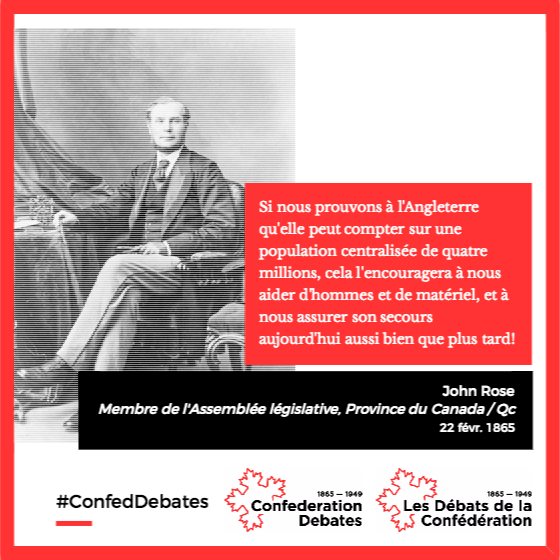 Si nous prouvons à l'Angleterre
qu'elle peut compter sur une
population centralisée de quatre
millions, cela l'encouragera à nous
aider d'hommes et de matériel, et à
nous assurer son secours
aujourd'hui aussi bien que plus tard!
John Rose
Membre de l'Assemblée législative, Province du Canada / Qc
22 févr. 1865
#ConfedDebates
1865 — 1949
Confederation
Debates
1865 — 1949
Les Débats de la
Confédération